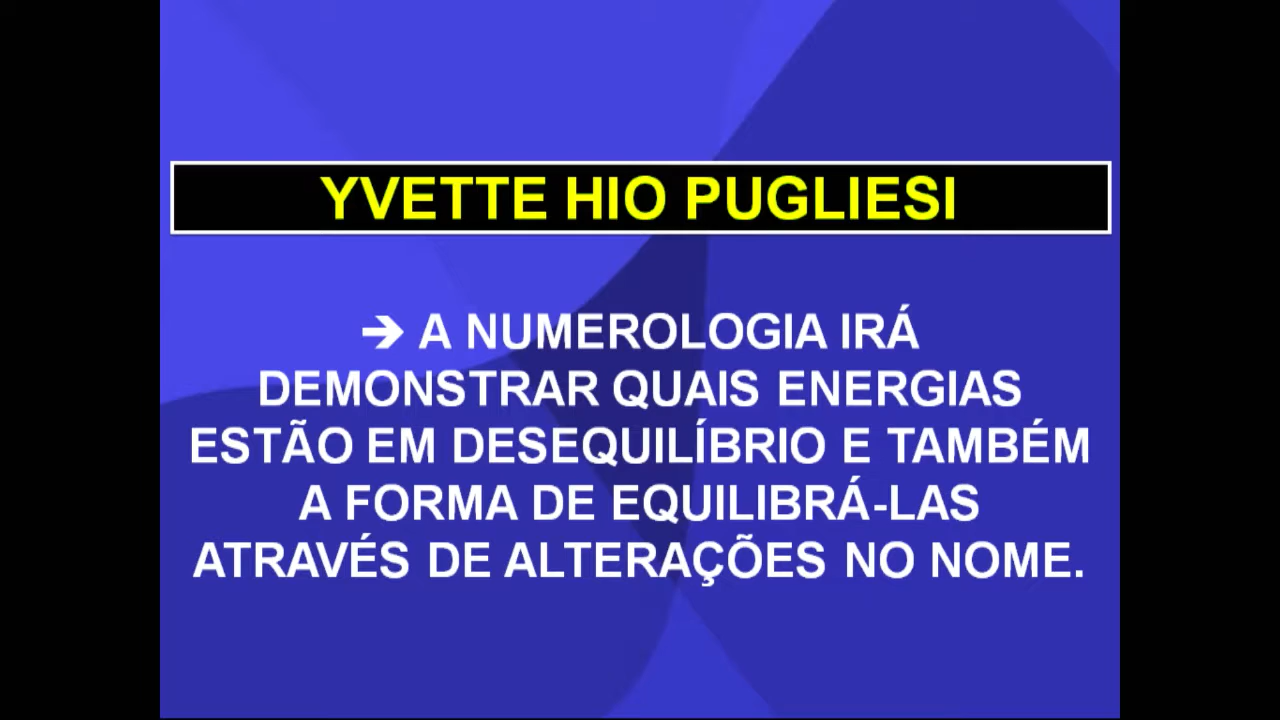 YVETTE HIO PUGLIESI
➔ A NUMEROLOGIA IRÁ
DEMONSTRAR QUAIS ENERGIAS
ESTÃO EM DESEQUILÍBRIO E TAMBÉM
A FORMA DE EQUILIBRÁ-LAS
ATRAVÉS DE ALTERAÇÕES NO NOME.